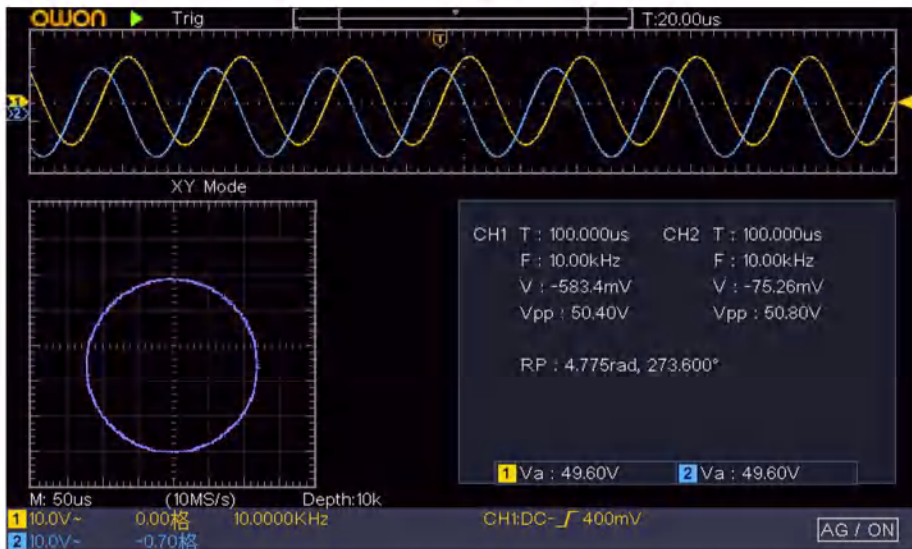 OWON Trig T:20.00us
T
1
2
XY Mode
CH1 T : 100.000us CH2 T : 100.000us
F : 10.00kHz F : 10.00kHz
V : -583.4mV V : -75.26mV
Vpp : 50.40V Vpp : 50.80V
RP : 4.775rad, 273.600°
1 Va : 49.60V 2 Va : 49.60V
M: 50us (10MS/s) Depth:10k
1 10.0V~ 0.00格 10.0000KHz CH1:DC- 400mV
2 10.0V~ -0.70格
AG / ON